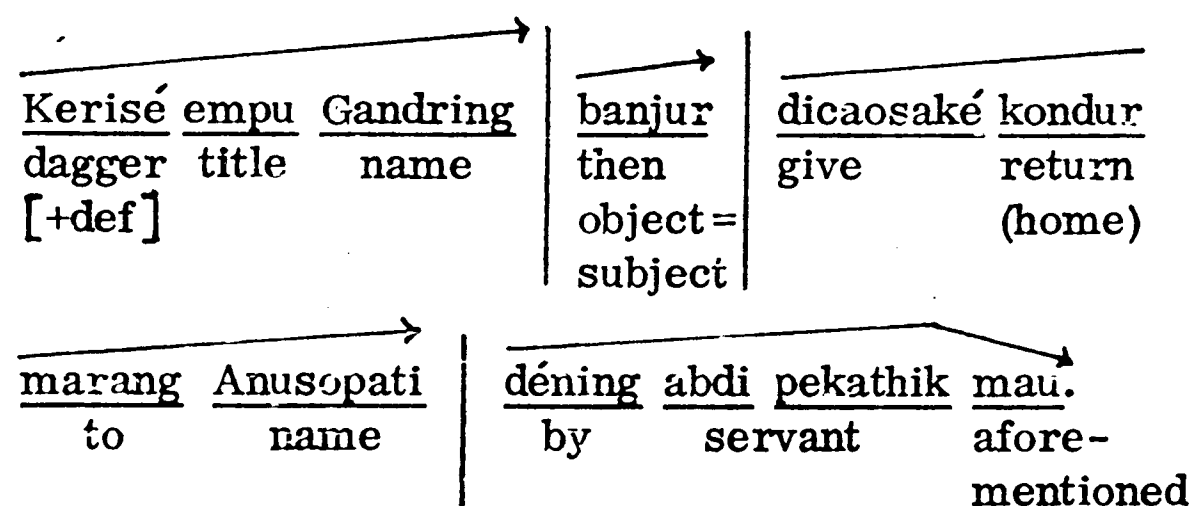 Kerisé empu Gandring banjur dicaosaké kondur
dagger title name then give return
[+def] object= (home)
subject
marang Anusopati déning abdi pekathik mau.
to name by servant afore-
mentioned